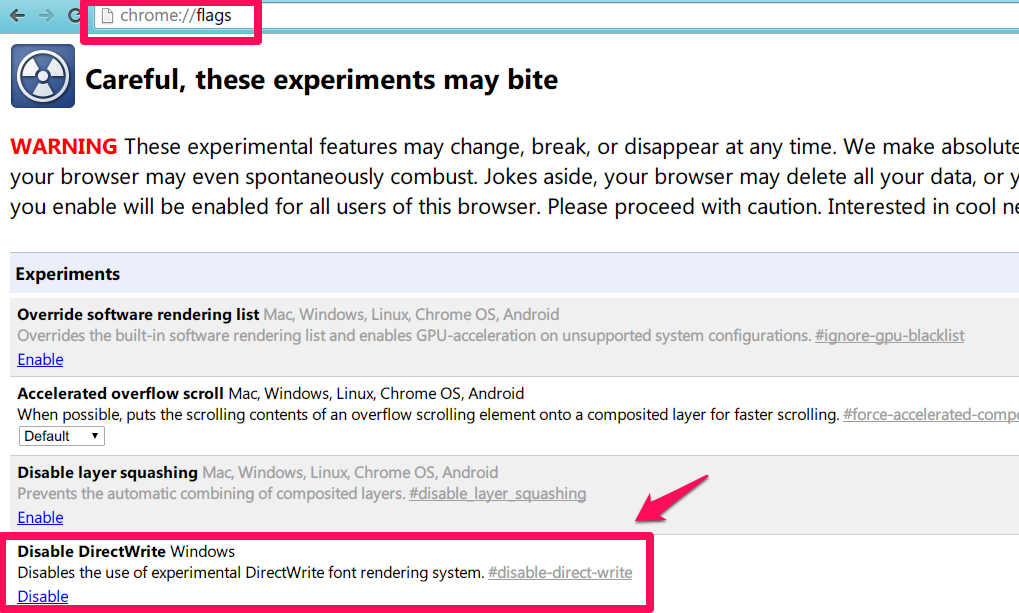 chrome://flags
Careful, these experiments may bite
WARNING These experimental features may change, break, or disappear at any time. We make absolute
your browser may even spontaneously combust. Jokes aside, your browser may delete all your data, or y
you enable will be enabled for all users of this browser. Please proceed with caution. Interested in cool ne
Experiments
Override software rendering list Mac, Windows, Linux, Chrome OS, Android
Overrides the built-in software rendering list and enables GPU-acceleration on unsupported system configurations. #ignore-gpu-blacklist
Enable
Accelerated overflow scroll Mac, Windows, Linux, Chrome OS, Android
When possible, puts the scrolling contents of an overflow scrolling element onto a composited layer for faster scrolling. #force-accelerated-compo
Default
Disable layer squashing Mac, Windows, Linux, Chrome OS, Android
Prevents the automatic combining of composited layers. #disable_layer_squashing
Enable
Disable DirectWrite Windows
Disables the use of experimental DirectWrite font rendering system. #disable-direct-write
Disable